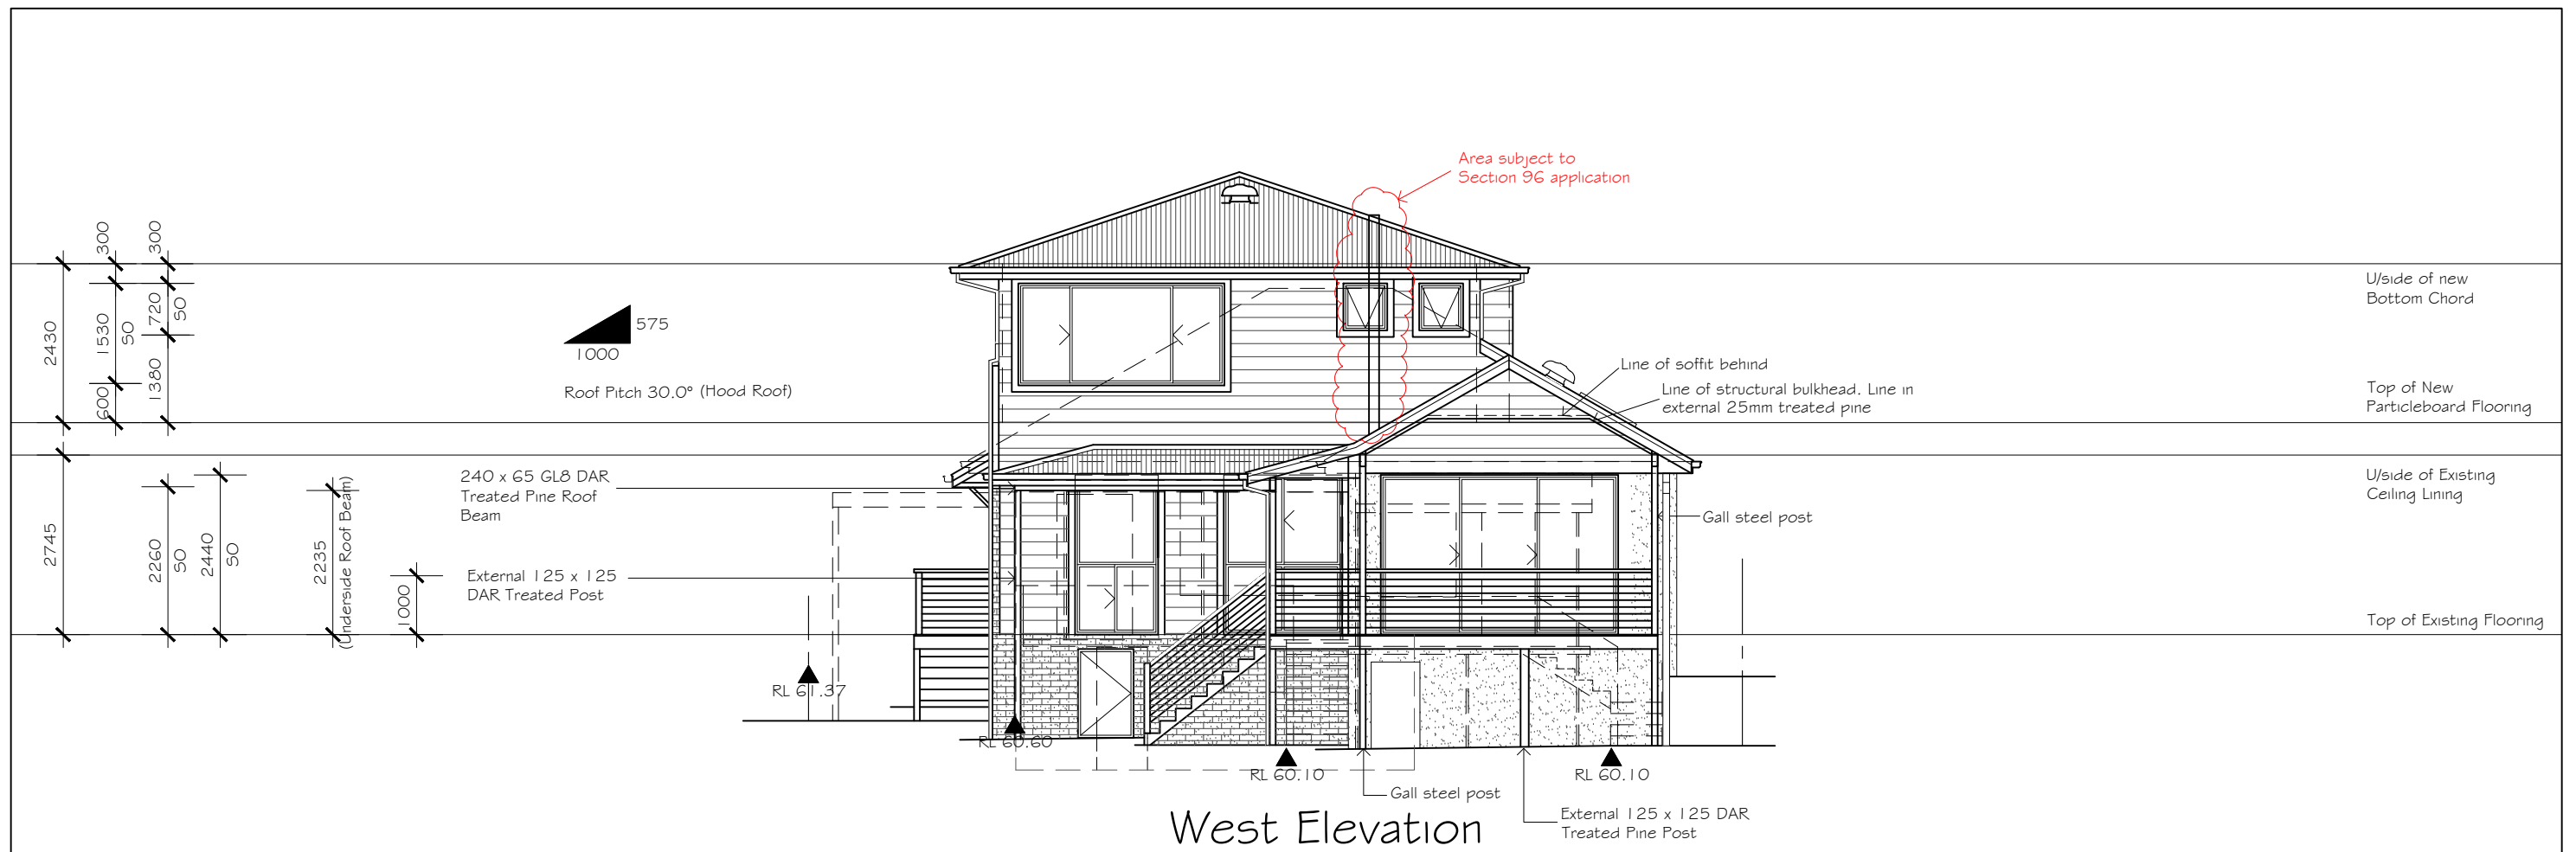 Area subject to
Section 96 application
300
300
2430
1530
50
600
720
50
1380
575
1000
Roof Pitch 30.0° (Hood Roof)
U/side of new
Bottom Chord
Line of soffit behind
Line of structural bulkhead. Line in
external 25mm treated pine
Top of New
Particleboard Flooring
2745
2260
50
2440
50
2235
(Underside Roof Beam)
1000
240 x 65 GL8 DAR
Treated Pine Roof
Beam
External 125 x 125
DAR Treated Post
U/side of Existing
Ceiling Lining
Gall steel post
Top of Existing Flooring
RL 61.37
RL 60.60
RL 60.10
RL 60.10
Gall steel post
External 125 x 125 DAR
Treated Pine Post
West Elevation